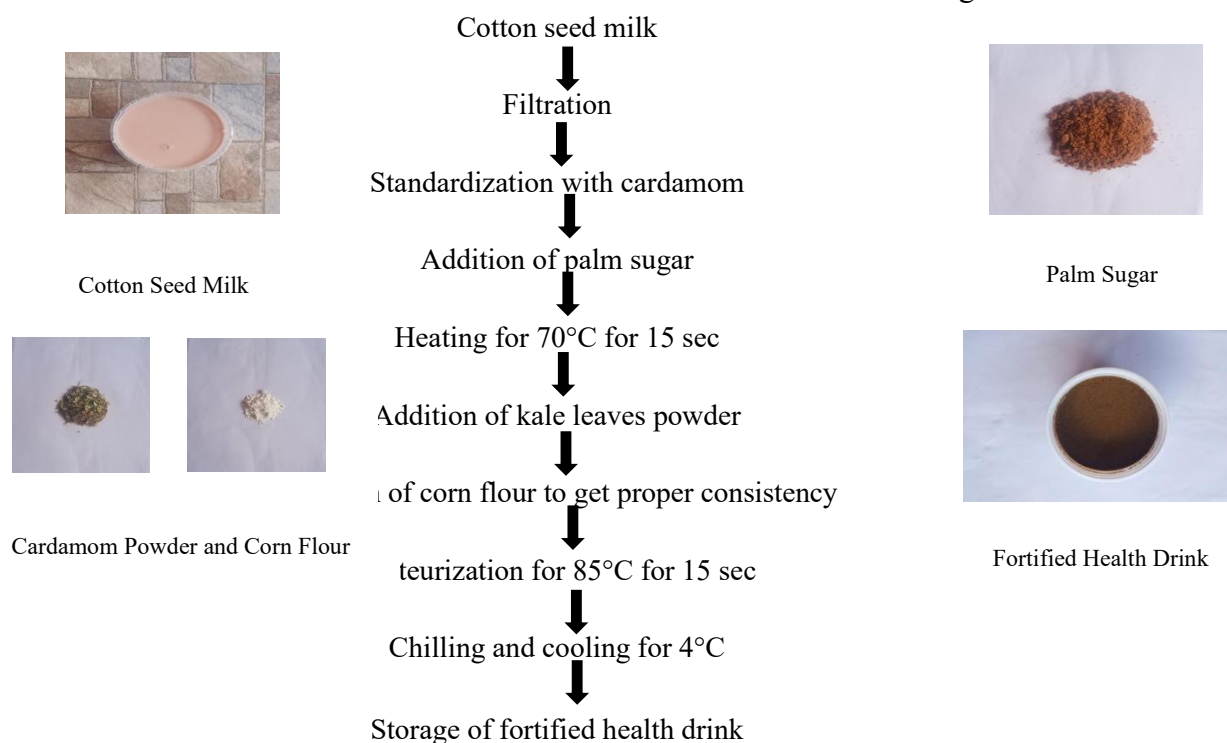 Cotton seed milk
Filtration
Standardization with cardamom
Addition of palm sugar
Heating for 70°C for 15 sec
Addition of kale leaves powder
of corn flour to get proper consistency
teurization for 85°C for 15 sec
Chilling and cooling for 4°C
Storage of fortified health drink
Cotton Seed Milk
Cardamom Powder and Corn Flour
Palm Sugar
Fortified Health Drink